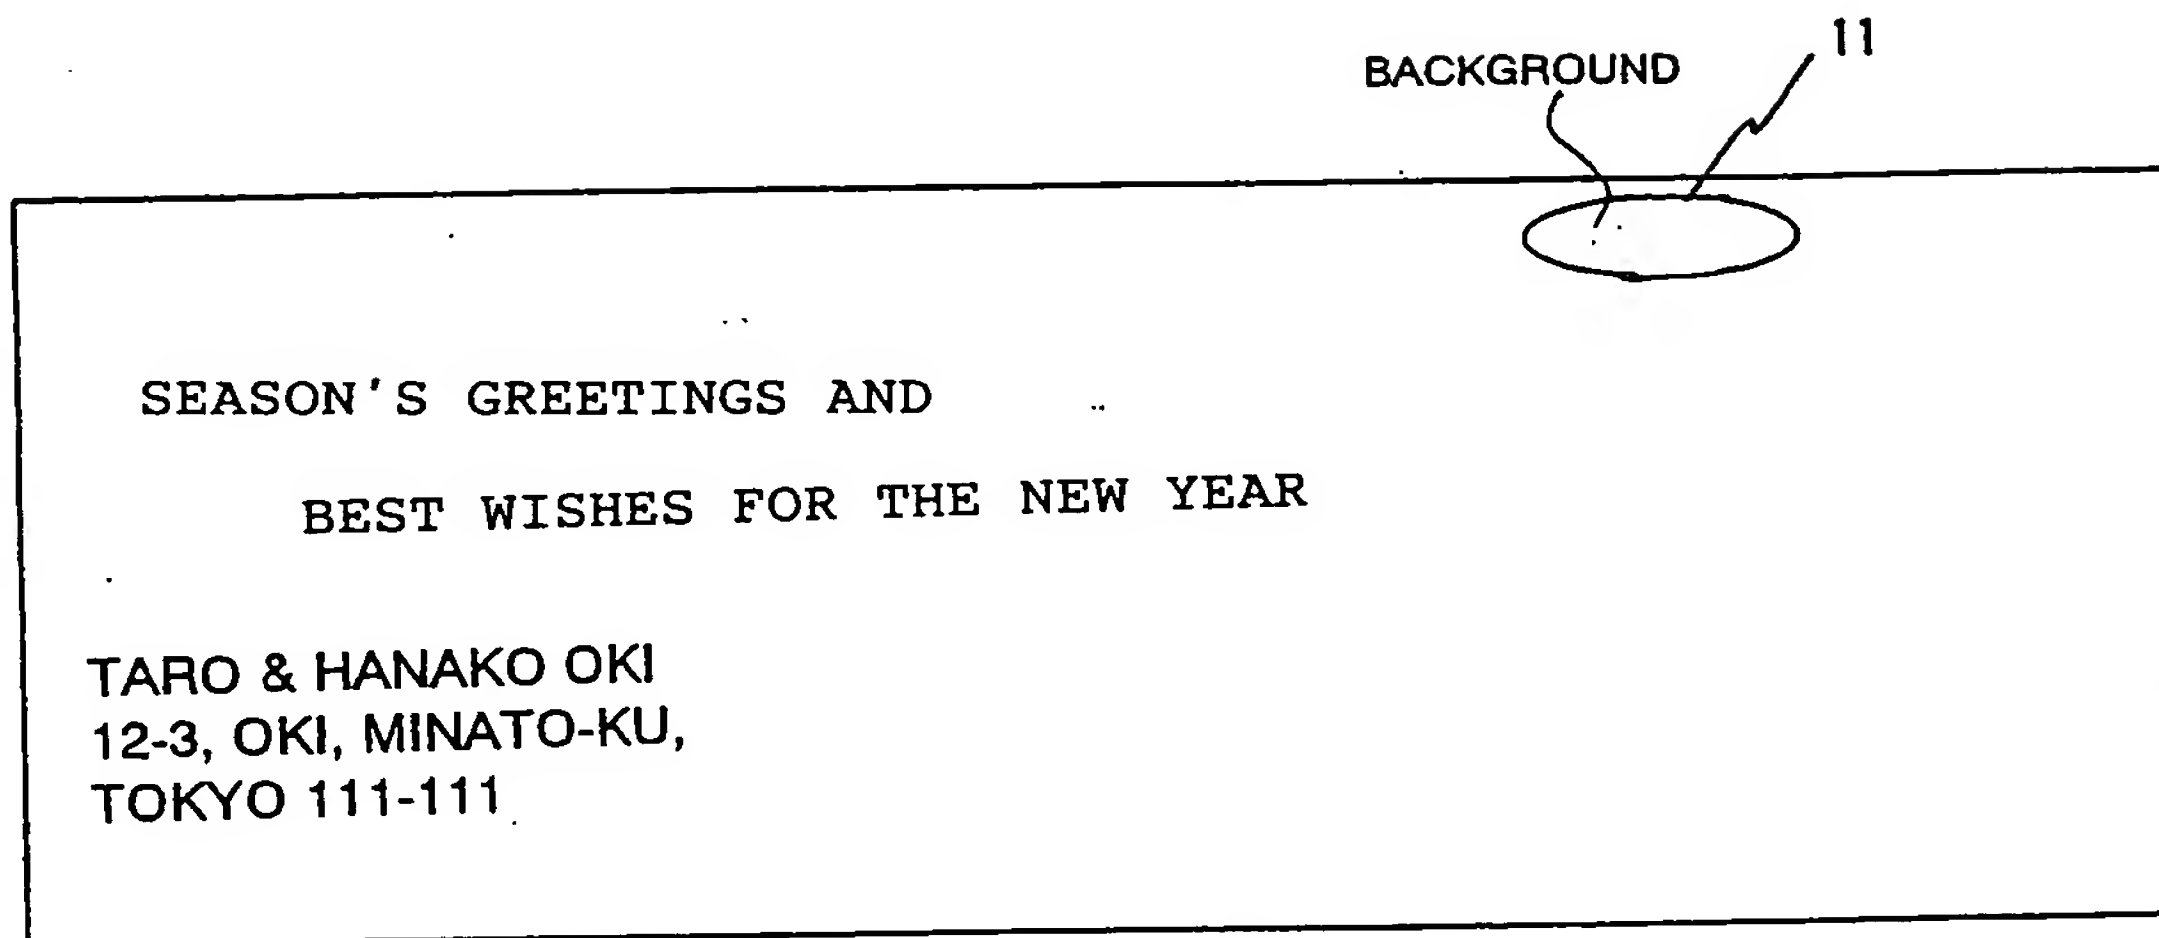 11
BACKGROUND
SEASON'S GREETINGS AND
BEST WISHES FOR THE NEW YEAR
TARO & HANAKO OKI
12-3, OKI, MINATO-KU,
TOKYO 111-111